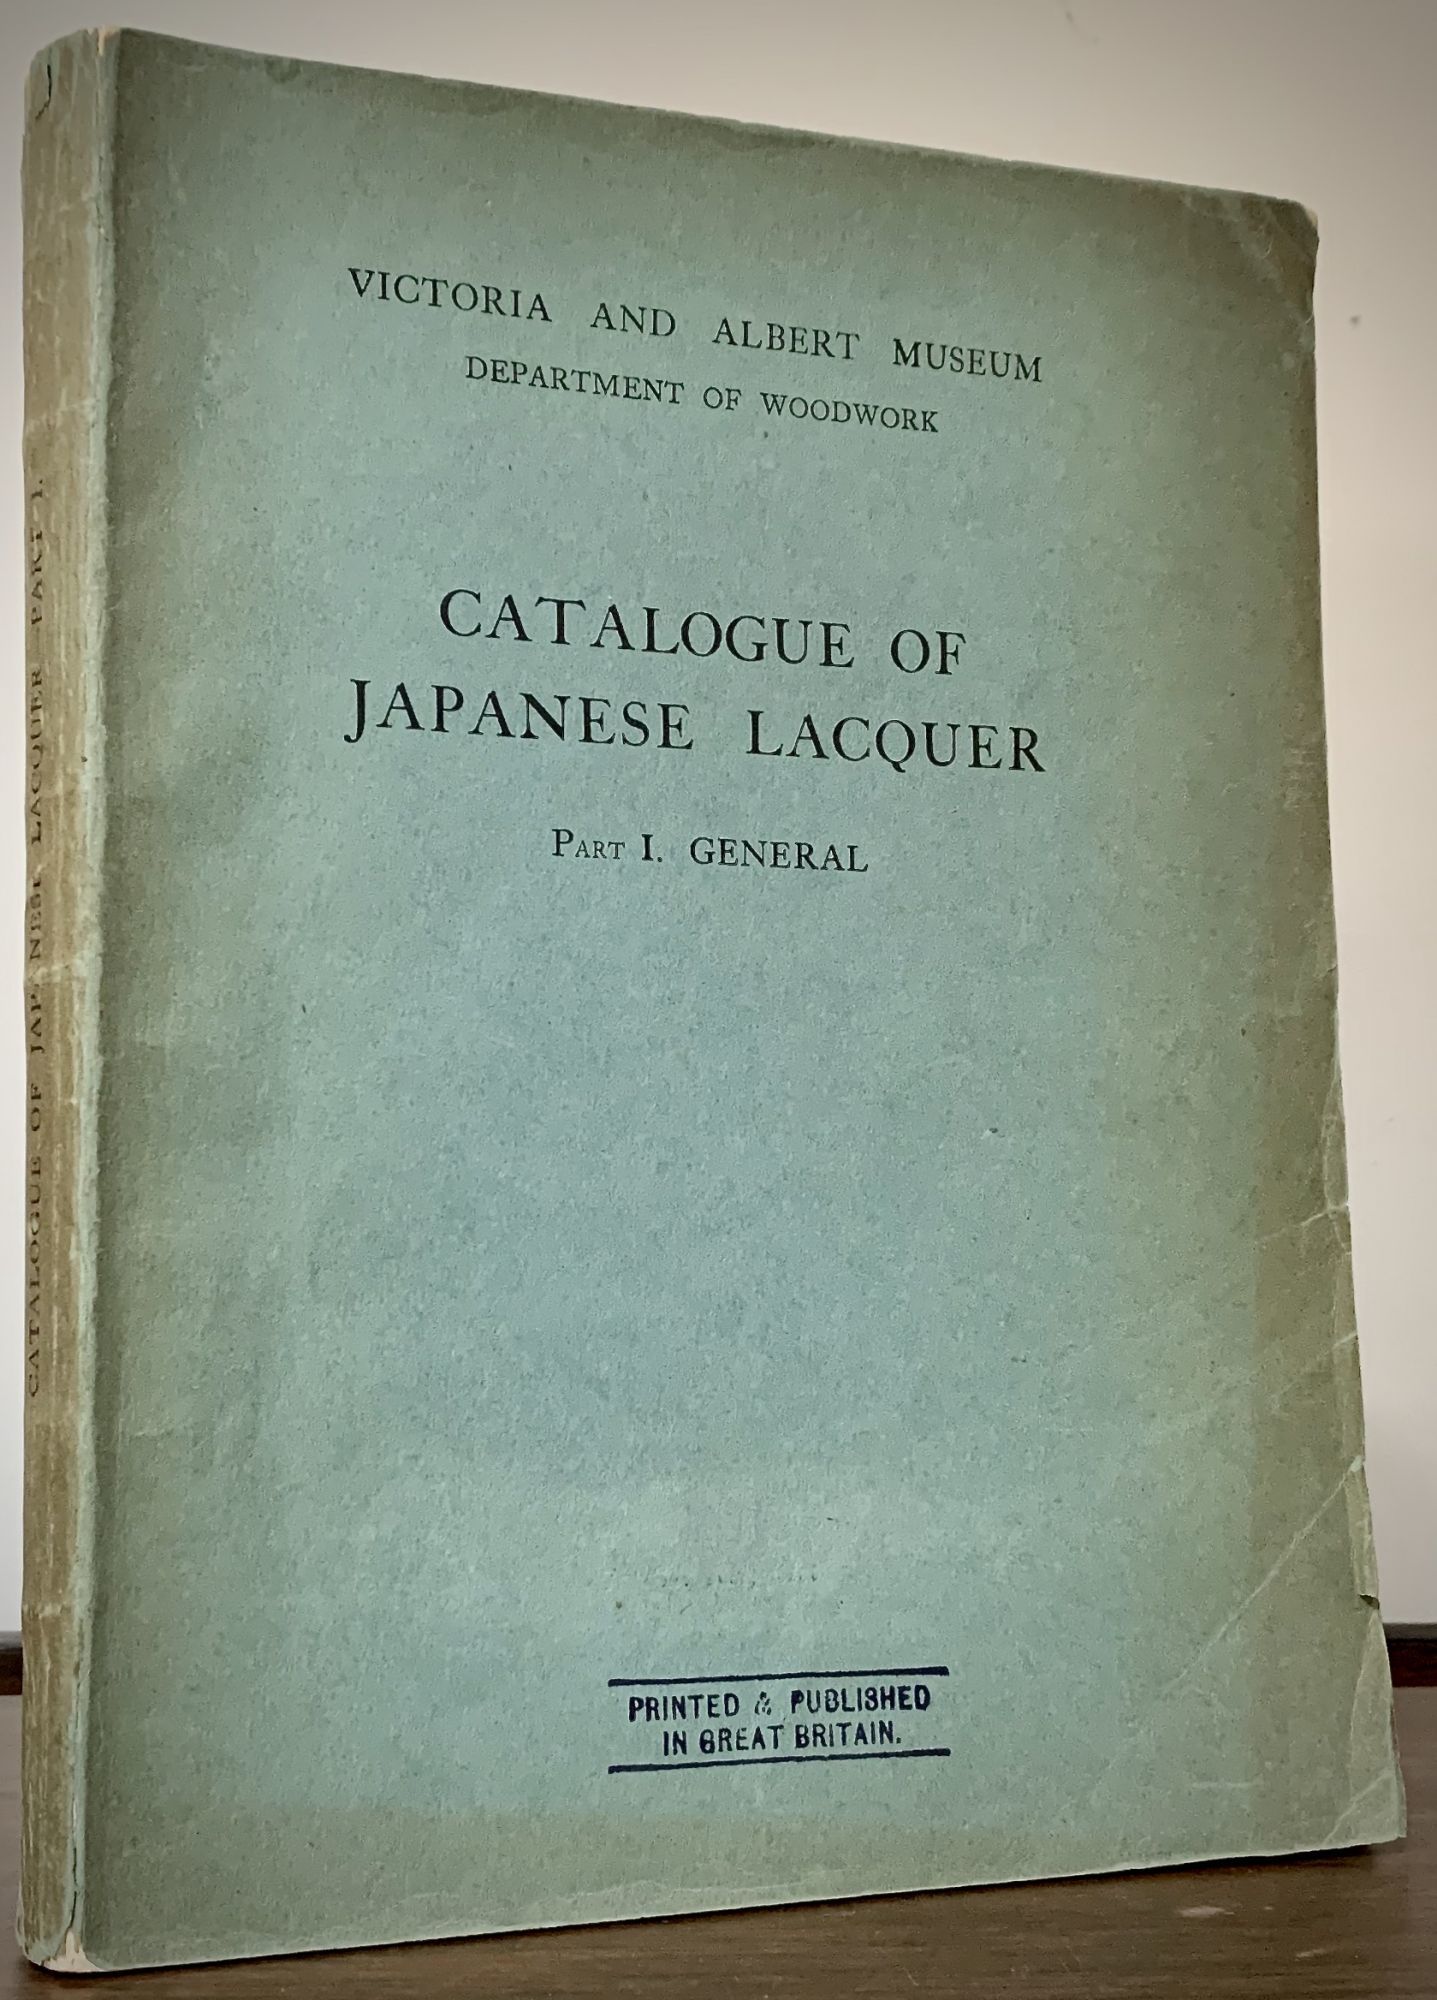 VICTORIA AND ALBERT MUSEUM
DEPARTMENT OF WOODWORK
CATALOGUE OF
JAPANESE LACQUER
PART I. GENERAL
PRINTED & PUBLISHED
IN GREAT BRITAIN.
CATALOGUE OF JAPANESE LACQUER PART I.